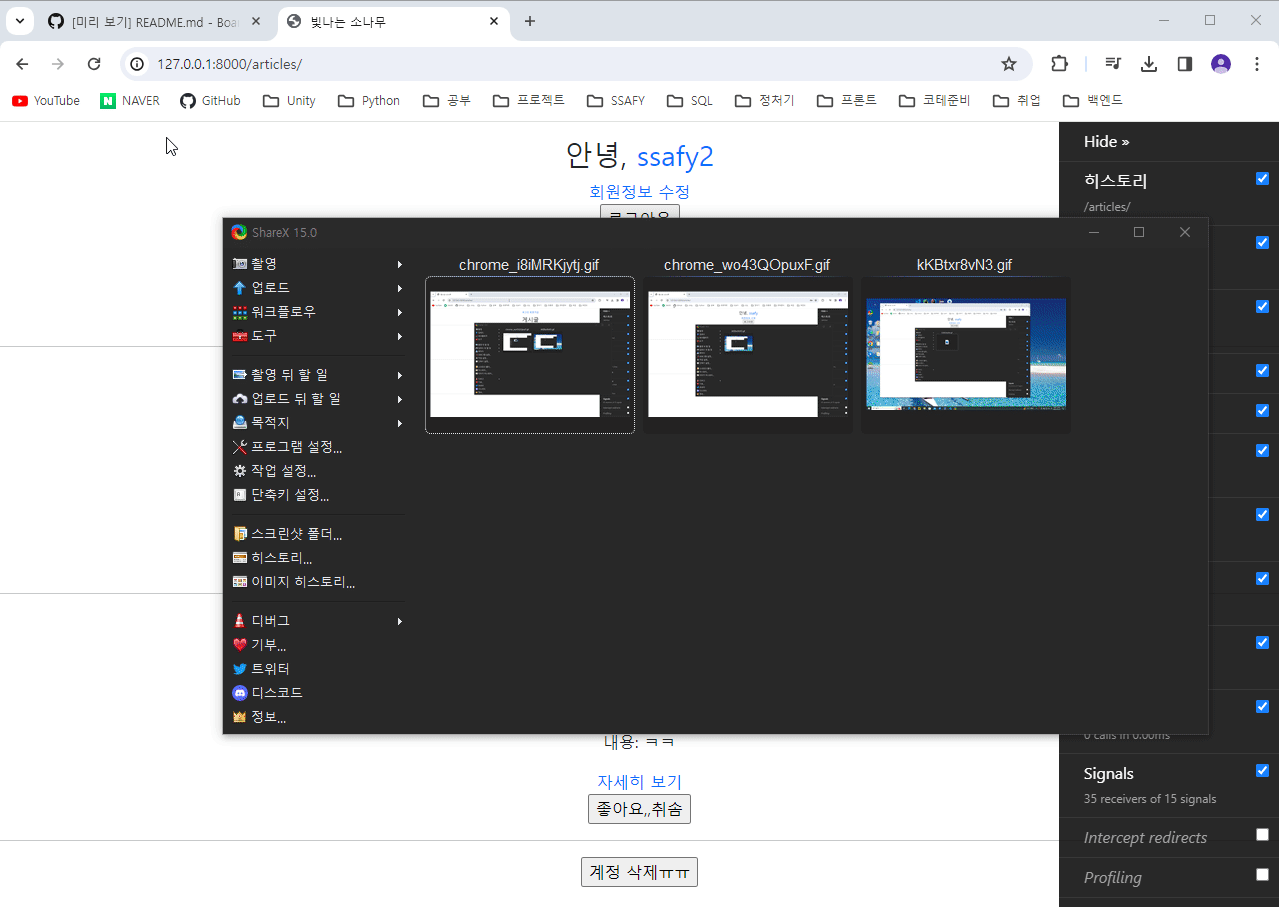 [미리 보기] README.md - Boar
빛나는 소나무
127.0.0.1:8000/articles/
YouTube
NAVER
GitHub
Unity
Python
공부
프로젝트
SSAFY
SQL
정처기
프론트
코테준비
취업
백엔드
안녕, ssafy2
회원정보 수정
로그아웃
Hide »
히스토리
/articles/
ShareX 15.0
촬영
업로드
워크플로우
도구
촬영 뒤 할 일
업로드 뒤 할 일
목적지
프로그램 설정...
작업 설정...
단축키 설정...
스크린샷 폴더...
히스토리...
이미지 히스토리...
디버그
기부...
트위터
디스코드
정보...
chrome_i8iMRKjytj.gif
chrome_wo43QOpuxF.gif
kKBtxr8vN3.gif
내용: ㅋㅋ
자세히 보기
좋아요,,취솜
계정 삭제ㅠㅠ
0 calls in 0.00ms
Signals
35 receivers of 15 signals
Intercept redirects
Profiling